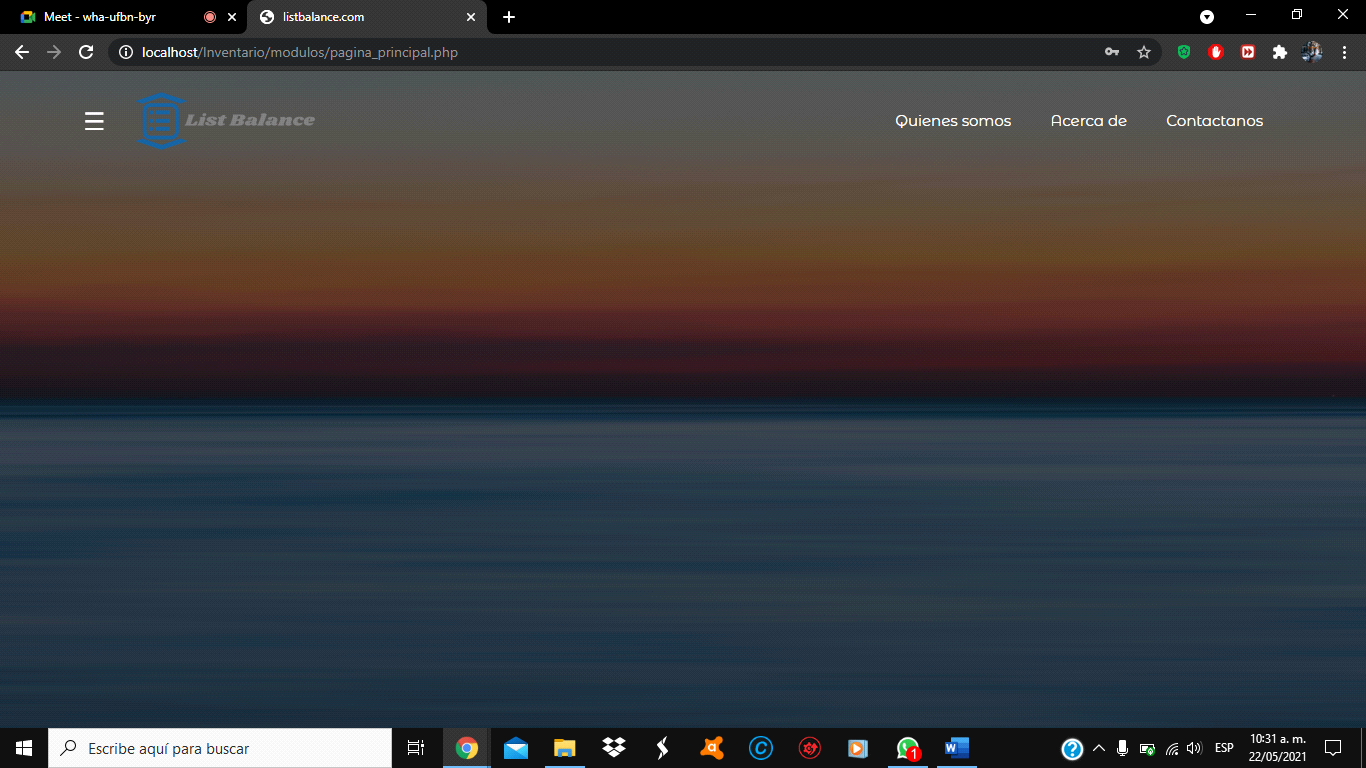 Meet - wha-ufbn-byr
listbalance.com
localhost/Inventario/modulos/pagina_principal.php
List Balance
Quienes somos
Acerca de
Contactanos
Escribe aquí para buscar
1
ESP
10:31 a. m.
22/05/2021